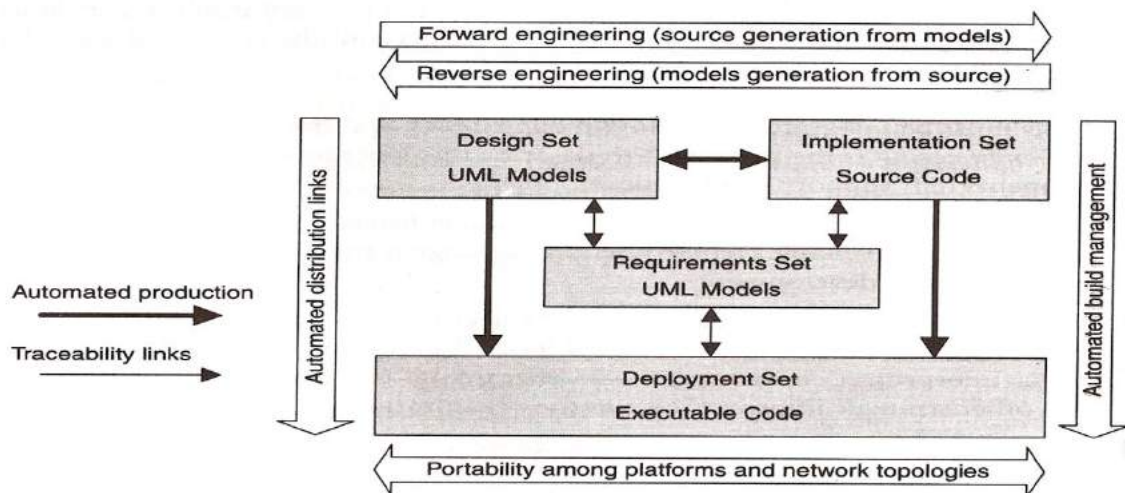 Forward engineering (source generation from models)
Reverse engineering (models generation from source)
Design Set
UML Models
Implementation Set
Source Code
Requirements Set
UML Models
Automated production
Traceability links
Automated distribution links
Automated build management
Deployment Set
Executable Code
Portability among platforms and network topologies